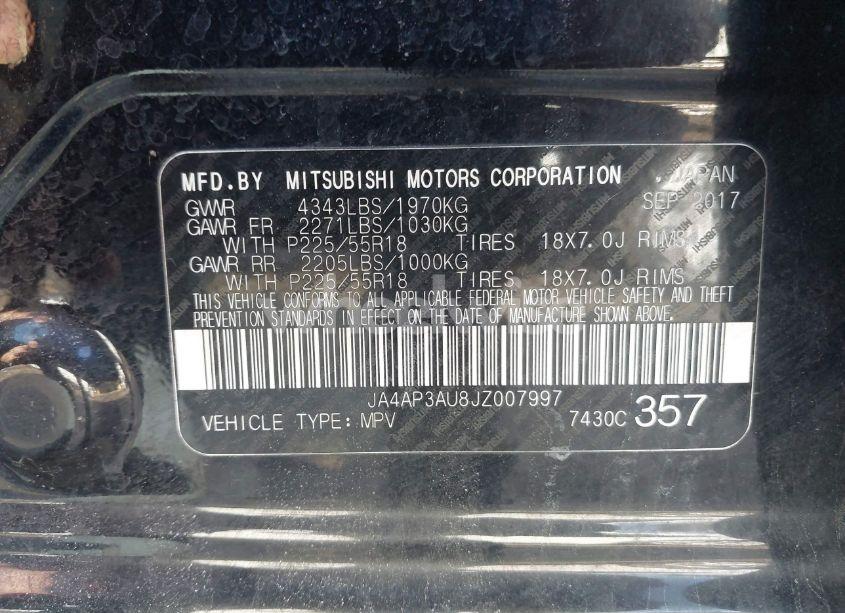 MFD.BY MITSUBISHI MOTORS CORPORATION , JAPAN
GVWR 4343LBS/1970KG SEP 2017
GAWR FR 2271LBS/1030KG
WITH P225/55R18 TIRES 18X7.0J RIMS
GAWR RR 2205LBS/1000KG
WITH P225/55R18 TIRES 18X7.0J RIMS
THIS VEHICLE CONFORMS TO ALL APPLICABLE FEDERAL MOTOR VEHICLE SAFETY AND THEFT
PREVENTION STANDARDS IN EFFECT ON THE DATE OF MANUFACTURE SHOWN ABOVE.
JA4AP3AU8JZ007997
VEHICLE TYPE: MPV 7430C 357